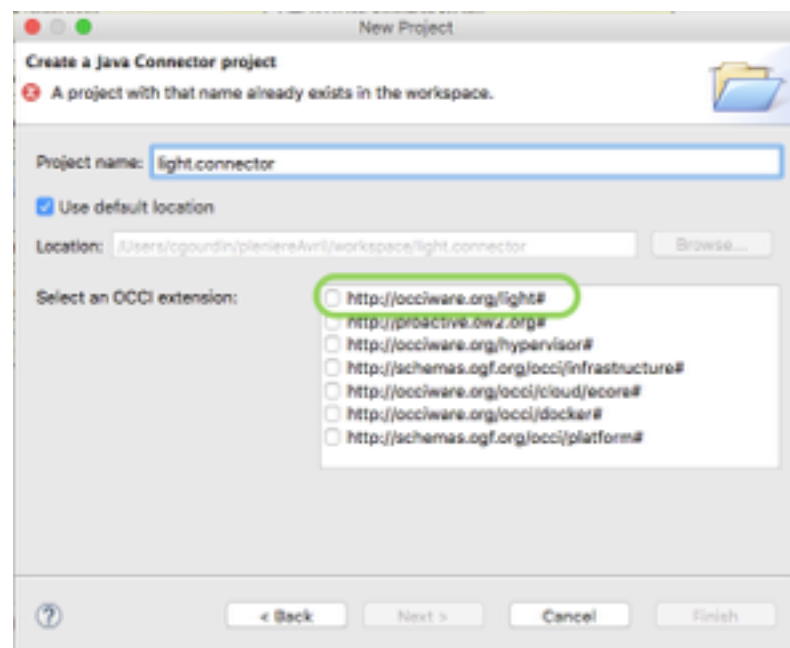 New Project
Create a Java Connector project
A project with that name already exists in the workspace.
Project name: light.connector
Use default location
Location: /Users/cgourdin/pleniereAvril/workspace/light.connector Browse...
Select an OCCI extension:
http://occiware.org/light#
http://proactive.ow2.org#
http://occiware.org/hypervisor#
http://schemas.ogf.org/occi/infrastructure#
http://occiware.org/occi/cloud/ecore#
http://occiware.org/occi/docker#
http://schemas.ogf.org/occi/platform#
? < Back Next > Cancel Finish